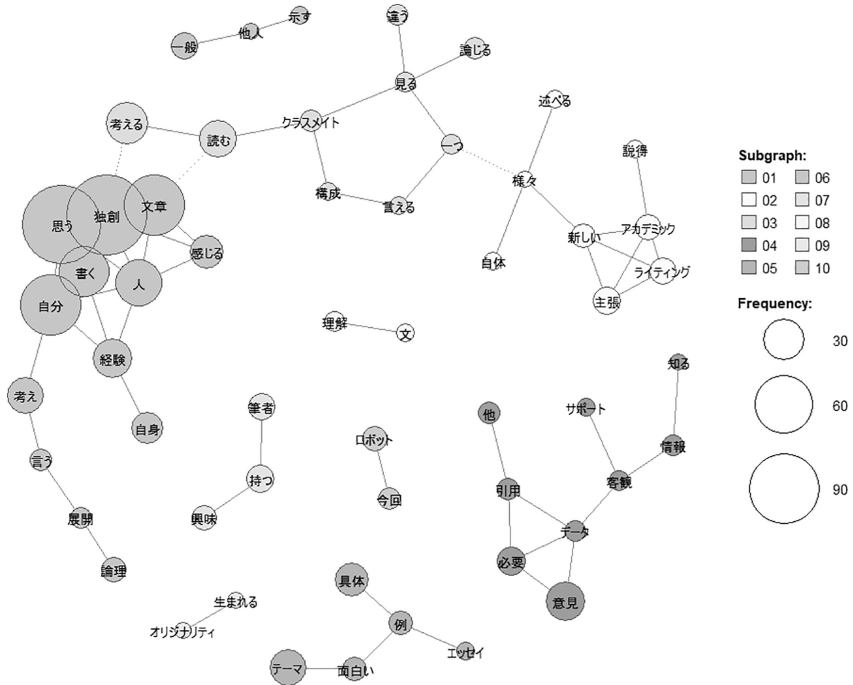 示す
違う
他人
一般
論じる
見る
述べる
考える
クラスメイト
読む
一つ
説得
様々
構成
文章
言える
独創
思う
アカデミック
新しい
感じる
自体
ライティング
書く
人
主張
自分
理解
文
経験
知る
考え
筆者
サポート
他
自身
ロボット
情報
言う
持つ
客観
引用
今回
展開
興味
データ
必要
論理
具体
生まれる
意見
例
オリジナリティ
エッセイ
テーマ
面白い
Subgraph:
01 06
02 07
03 08
04 09
05 10
Frequency:
30
60
90